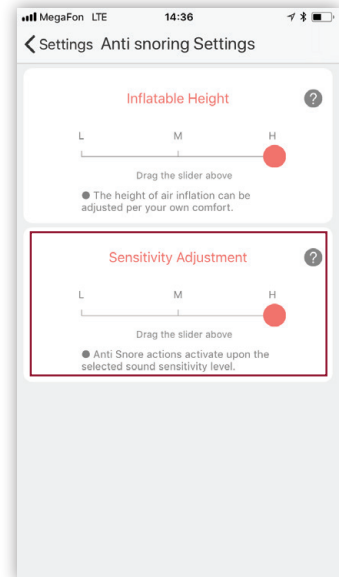 MegaFon LTE 14:36
Settings Anti snoring Settings
Inflatable Height ?
L M H
Drag the slider above
● The height of air inflation can be
adjusted per your own comfort.
Sensitivity Adjustment ?
L M H
Drag the slider above
● Anti Snore actions activate upon the
selected sound sensitivity level.